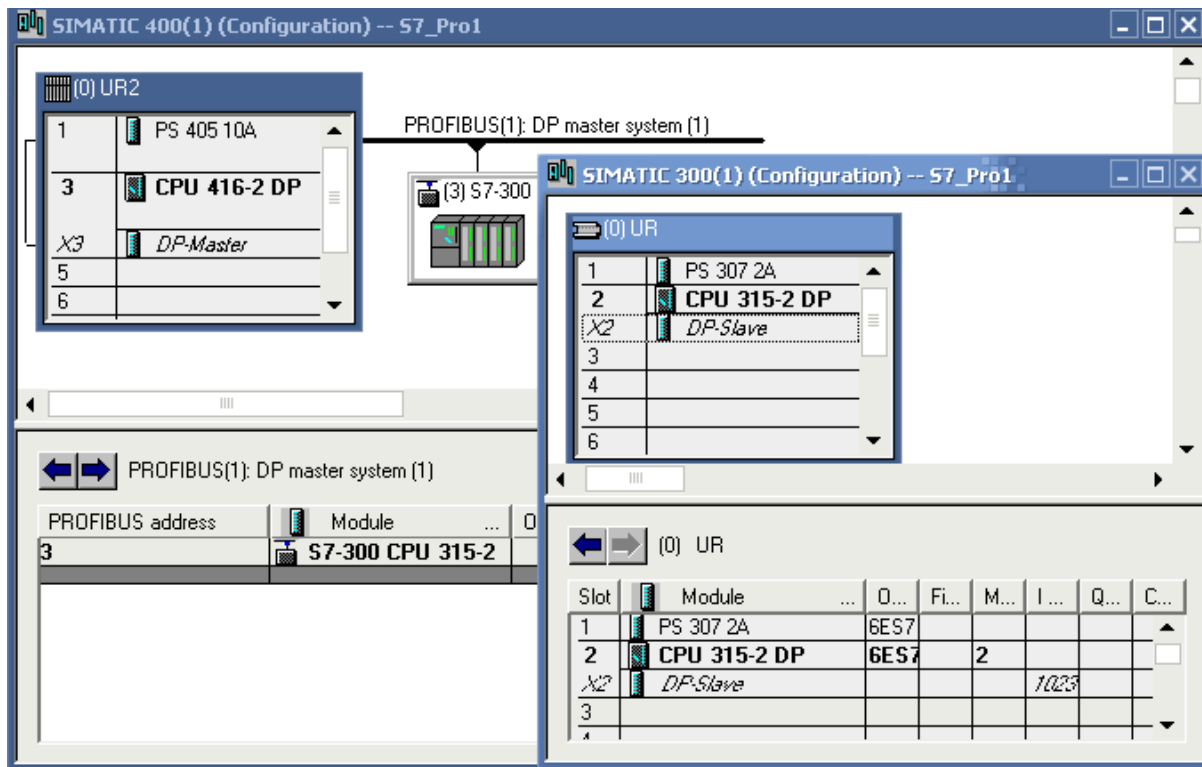 SIMATIC 400(1) (Configuration) -- S7_Pro1
(0) UR2
1 PS 405 10A
3 CPU 416-2 DP
X3 DP-Master
5
6
PROFIBUS(1): DP master system (1)
(3) S7-300
PROFIBUS(1): DP master system (1)
PROFIBUS address Module ... O
3 S7-300 CPU 315-2
SIMATIC 300(1) (Configuration) -- S7_Pro1
(0) UR
1 PS 307 2A
2 CPU 315-2 DP
X2 DP-Slave
3
4
5
6
(0) UR
Slot Module ... O... Fi... M... I ... Q... C...
1 PS 307 2A 6ES7
2 CPU 315-2 DP 6ES7 2
X2 DP-Slave 1023
3